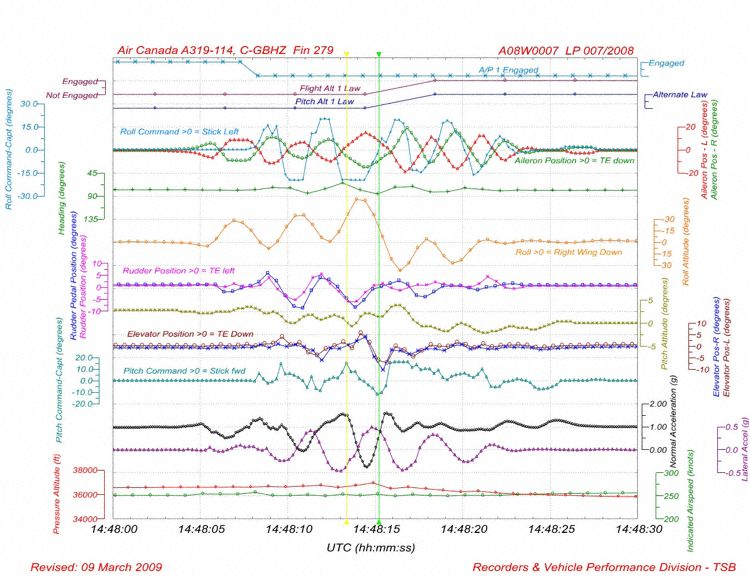 Air Canada A319-114, C-GBHZ Fin 279
A08W0007 LP 007/2008
A/P 1 Engaged
Engaged
Engaged
Not Engaged
Flight Alt 1 Law
Pitch Alt 1 Law
Alternate Law
Roll Command-Capt (degrees)
30.0
15.0
0.0
-15.0
-30.0
Roll Command >0 = Stick Left
Aileron Position >0 = TE down
-20
0
20
Aileron Pos - L (degrees)
Aileron Pos - R (degrees)
Heading (degrees)
45
90
135
-30
-15
0
15
30
Roll Attitude (degrees)
Roll >0 = Right Wing Down
Rudder Pedal Position (degrees)
Rudder Position (degrees)
10
5
0
-5
-10
Rudder Position >0 = TE left
5
0
-5
Pitch Attitude (degrees)
Elevator Position >0 = TE Down
10
5
0
-5
-10
Elevator Pos-R (degrees)
Elevator Pos-L (degrees)
Pitch Command-Capt (degrees)
20.0
10.0
0.0
-10.0
-20.0
Pitch Command >0 = Stick fwd
2.00
1.00
0.00
Normal Acceleration (g)
0.5
0.0
-0.5
Lateral Accel (g)
Pressure Altitude (ft)
38000
36000
34000
300
250
200
Indicated Airspeed (knots)
14:48:00 14:48:05 14:48:10 14:48:15 14:48:20 14:48:25 14:48:30
UTC (hh:mm:ss)
Revised: 09 March 2009
Recorders & Vehicle Performance Division - TSB